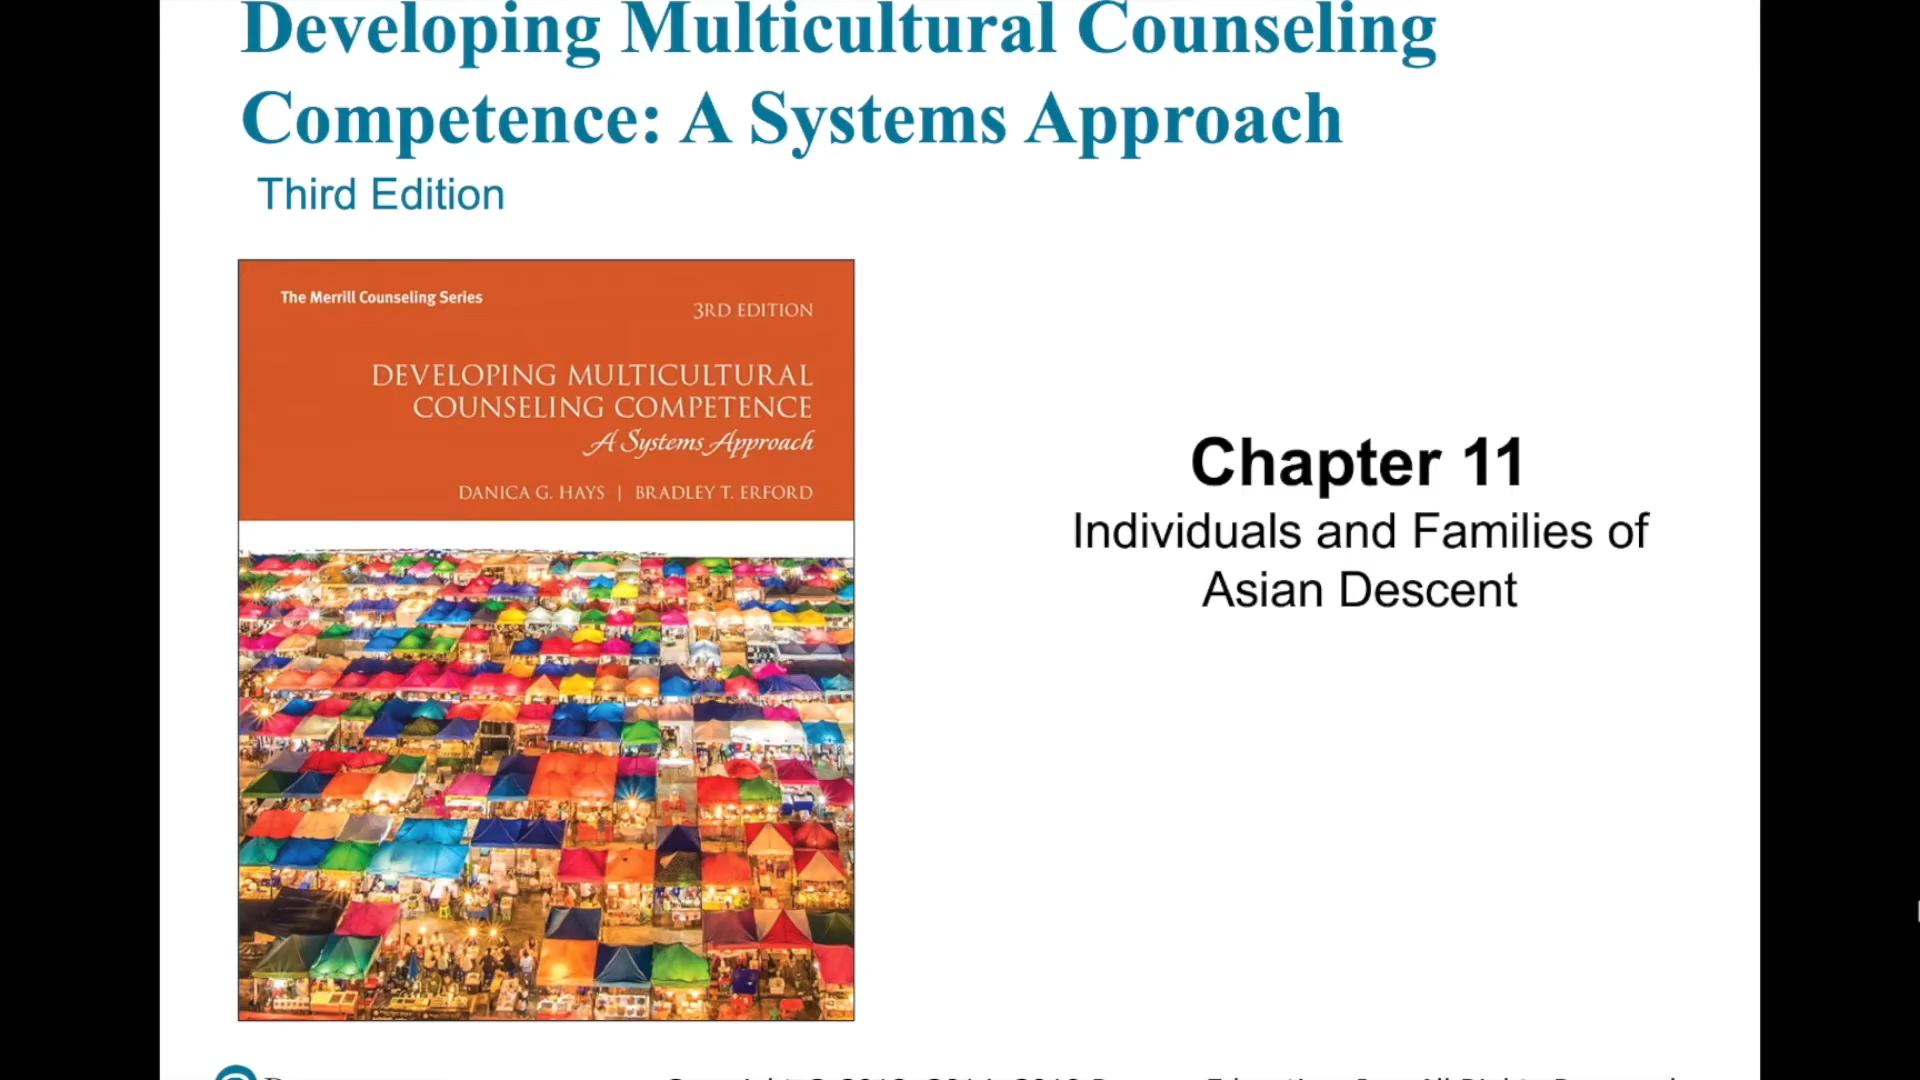 Developing Multicultural Counseling
Competence: A Systems Approach
Third Edition
The Merrill Counseling Series
3RD EDITION
DEVELOPING MULTICULTURAL
COUNSELING COMPETENCE
A Systems Approach
DANICA G. HAYS | BRADLEY T. ERFORD
Chapter 11
Individuals and Families of
Asian Descent